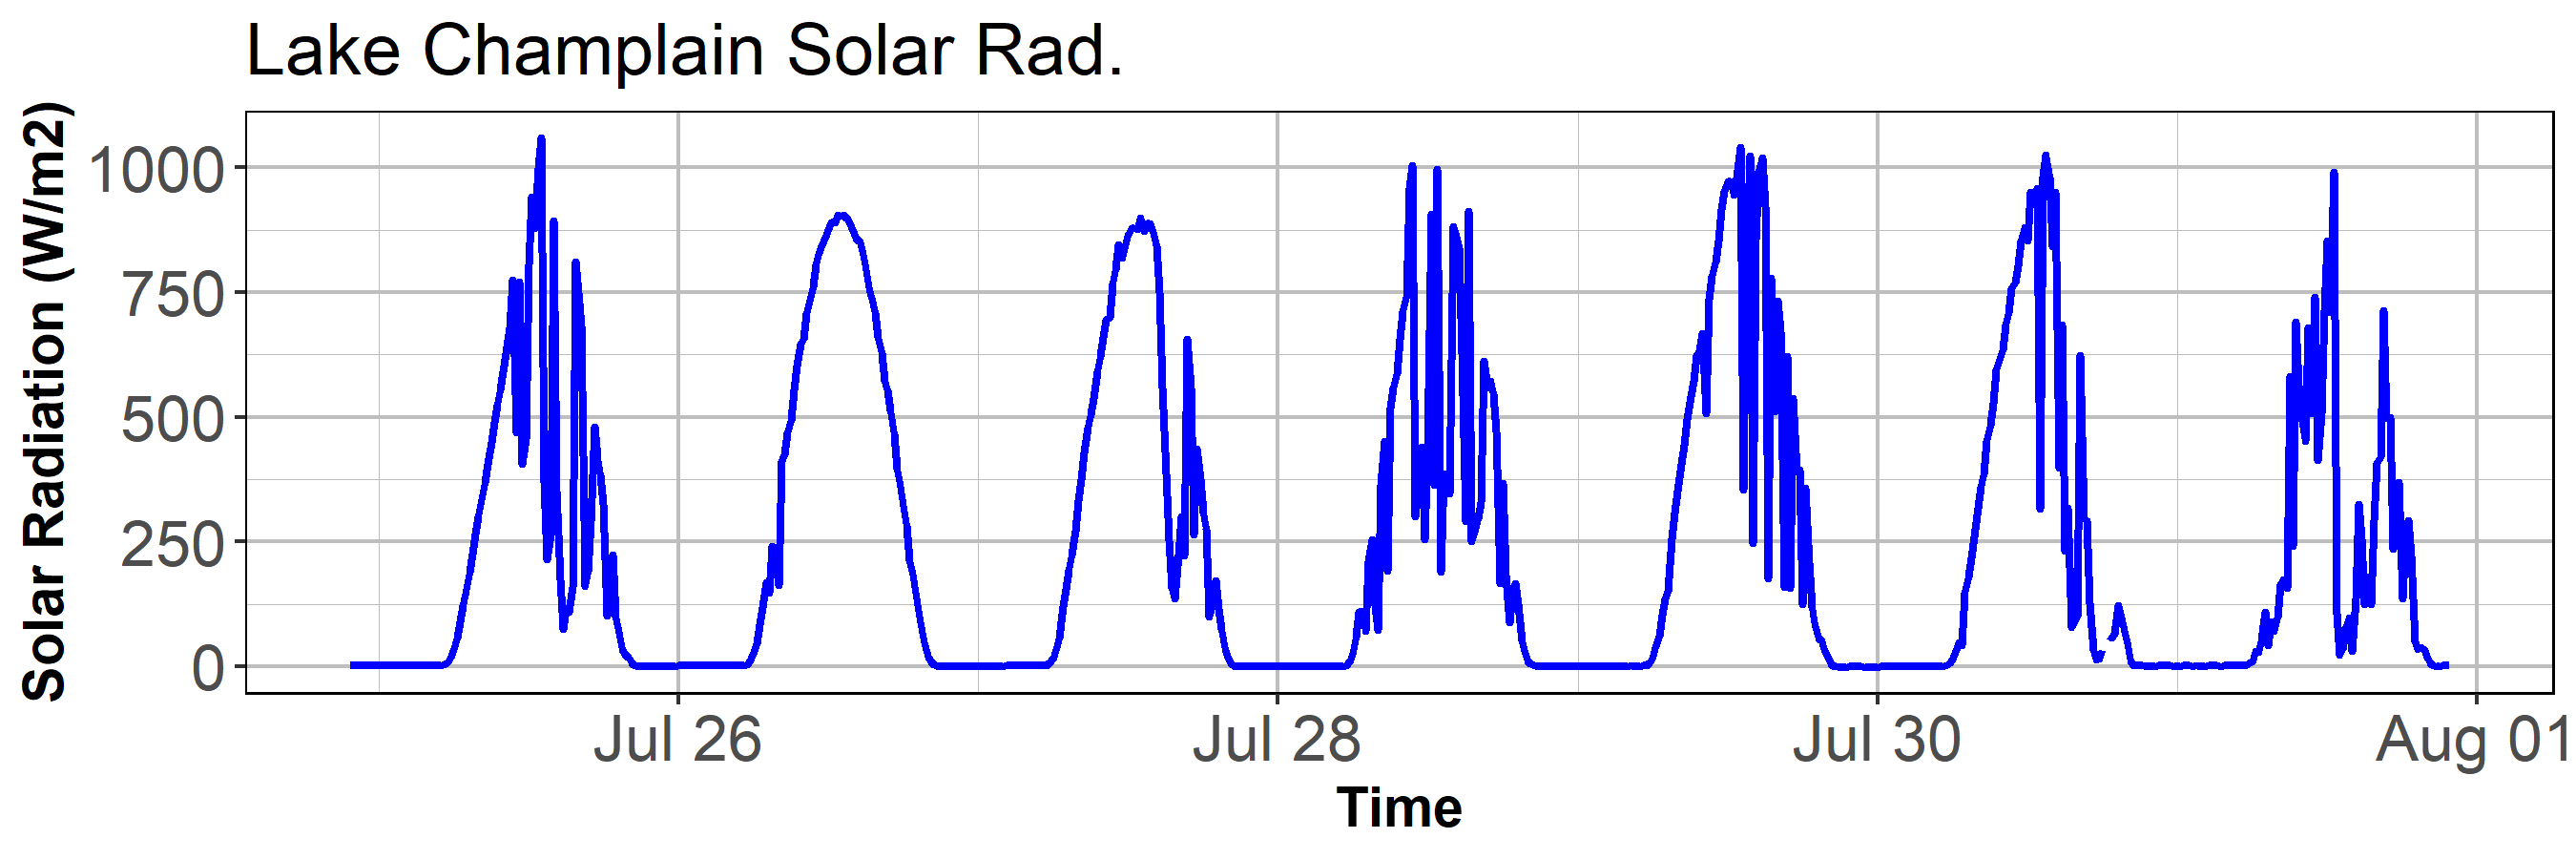 Lake Champlain Solar Rad.
Solar Radiation (W/m2)
1000
750
500
250
0
Jul 26
Jul 28
Jul 30
Aug 01
Time